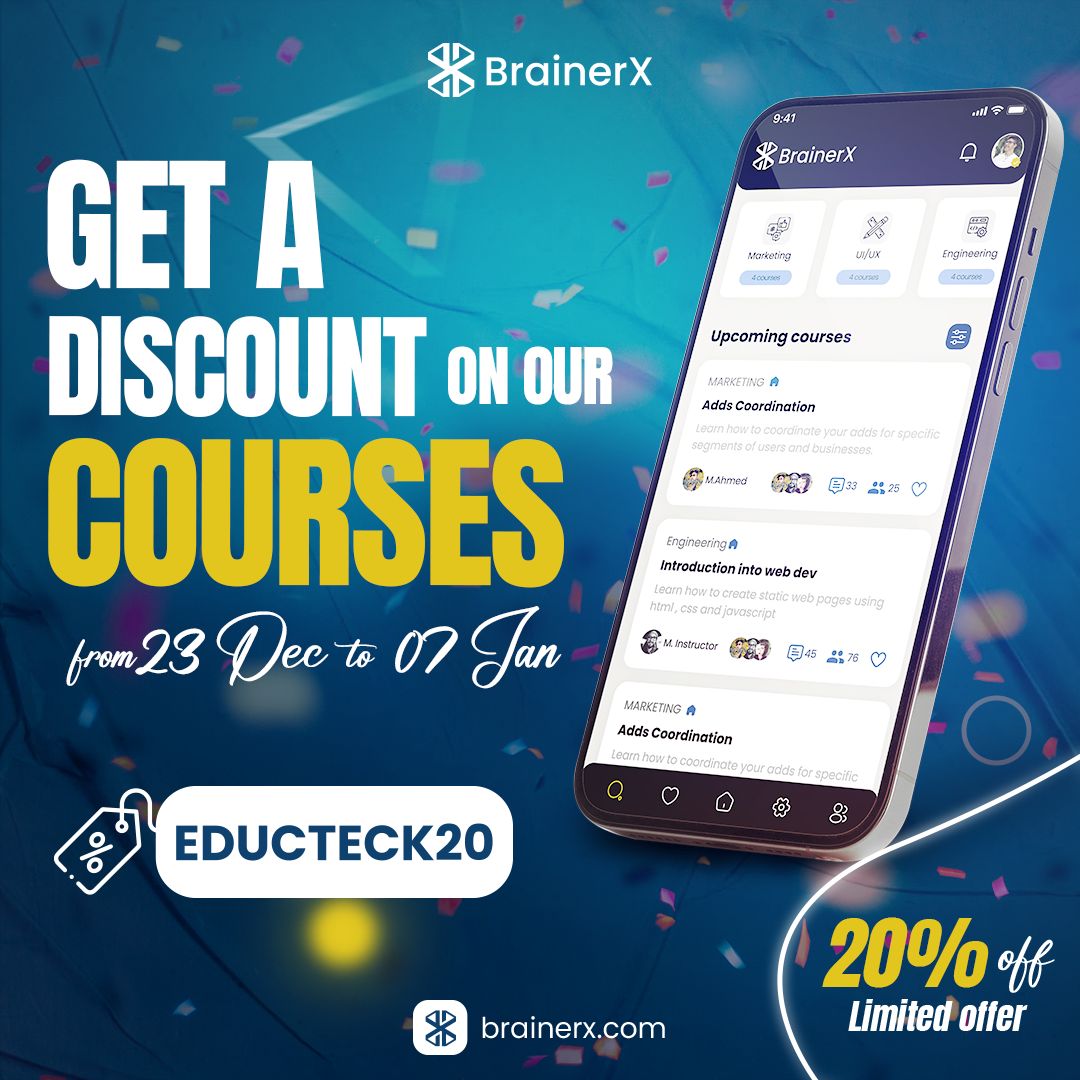 BrainerX
GET A
DISCOUNT ON OUR
COURSES
from 23 Dec to 07 Jan
EDUCTECK20
9:41
BrainerX
Marketing
4 courses
UI/UX
4 courses
Engineering
4 courses
Upcoming courses
MARKETING
Adds Coordination
Learn how to coordinate your adds for specific
segments of users and businesses.
M.Ahmed 33 25
Engineering
Introduction into web dev
Learn how to create static web pages using
html , css and javascript
M. Instructor 45 76
MARKETING
Adds Coordination
Learn how to coordinate your adds for specific
20% off
Limited offer
brainerx.com